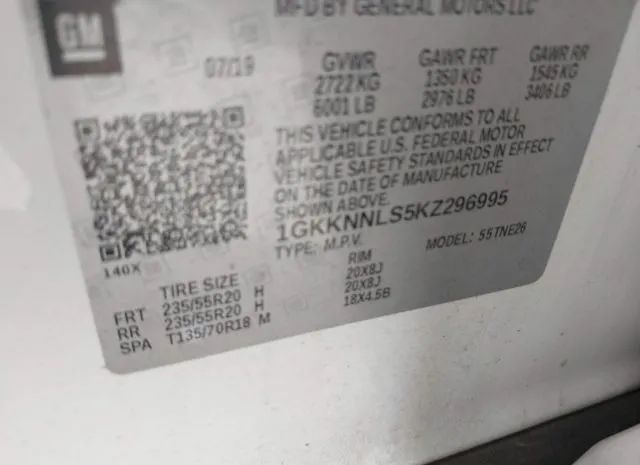 MFD BY GENERAL MOTORS LLC
GM
07/19
GVWR GAWR FRT GAWR RR
2722 KG 1350 KG 1545 KG
6001 LB 2976 LB 3406 LB
THIS VEHICLE CONFORMS TO ALL
APPLICABLE U.S. FEDERAL MOTOR
VEHICLE SAFETY STANDARDS IN EFFECT
ON THE DATE OF MANUFACTURE
SHOWN ABOVE.
1GKKNNLS5KZ296995
TYPE: M.P.V. MODEL: 55TNE26
140X
TIRE SIZE RIM
FRT 235/55R20 H 20X8J
RR 235/55R20 H 20X8J
SPA T135/70R18 M 18X4.5B